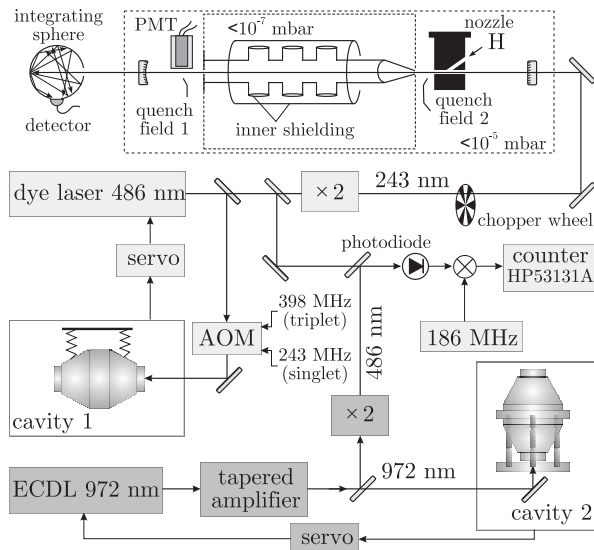 integrating
sphere
detector
PMT
<10⁻⁷ mbar
nozzle
H
quench
field 1
inner shielding
quench
field 2
<10⁻⁵ mbar
dye laser 486 nm
× 2
243 nm
chopper wheel
servo
photodiode
counter
HP53131A
398 MHz
(triplet)
AOM
243 MHz
(singlet)
486 nm
186 MHz
cavity 1
× 2
ECDL 972 nm
tapered
amplifier
972 nm
cavity 2
servo